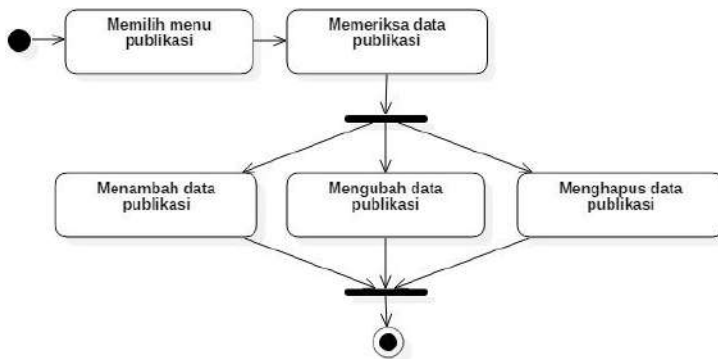 Memilih menu
publikasi
Memeriksa data
publikasi
Menambah data
publikasi
Mengubah data
publikasi
Menghapus data
publikasi